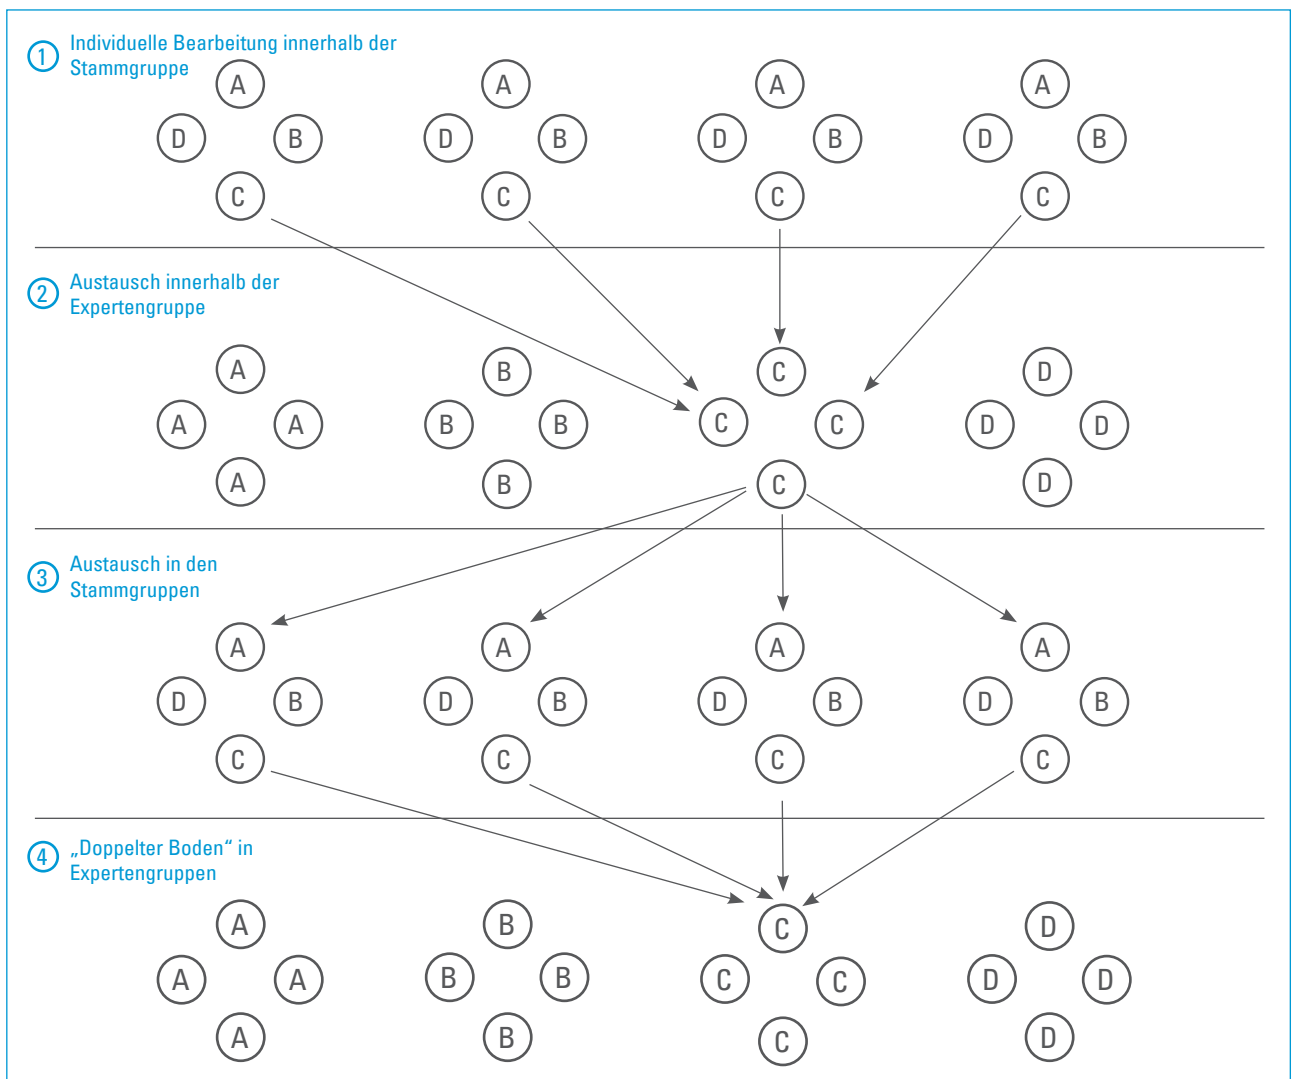 1 Individuelle Bearbeitung innerhalb der
Stammgruppe
A A A A
D B D B D B D B
C C C C
2 Austausch innerhalb der
Expertengruppe
A B C D
A A B B C C D D
A B C D
3 Austausch in den
Stammgruppen
A A A A
D B D B D B D B
C C C C
4 „Doppelter Boden“ in
Expertengruppen
A B C D
A A B B C C D D
A B C D